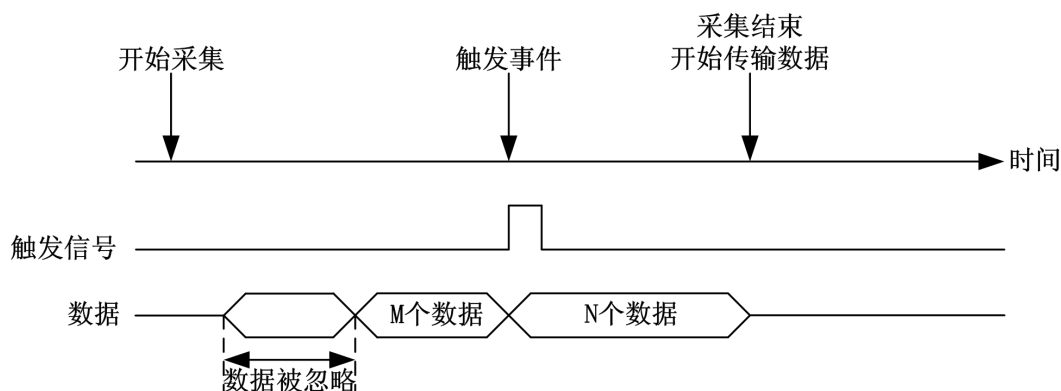 开始采集
触发事件
采集结束
开始传输数据
时间
触发信号
数据
M个数据
N个数据
数据被忽略